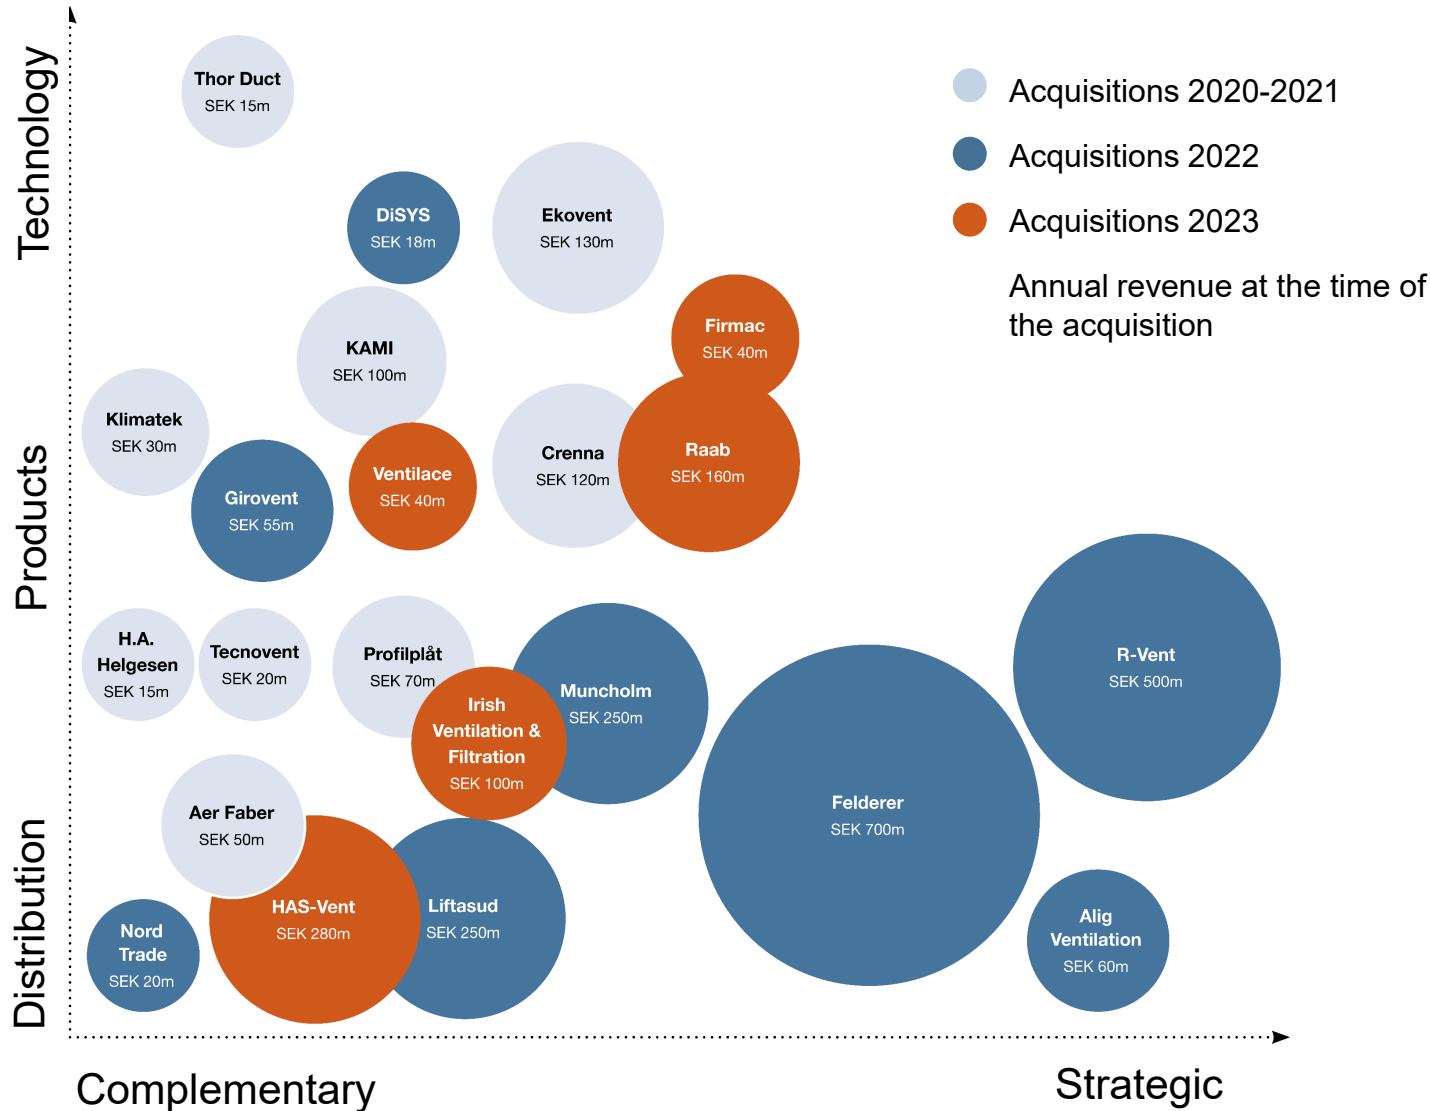 Technology
Products
Distribution
Thor Duct
SEK 15m
DiSYS
SEK 18m
Ekovent
SEK 130m
Firmac
SEK 40m
KAMI
SEK 100m
Klimatek
SEK 30m
Girovent
SEK 55m
Ventilace
SEK 40m
Crenna
SEK 120m
Raab
SEK 160m
H.A.
Helgesen
SEK 15m
Tecnovent
SEK 20m
Profilplåt
SEK 70m
Irish
Ventilation &
Filtration
SEK 100m
Muncholm
SEK 250m
Felderer
SEK 700m
R-Vent
SEK 500m
Aer Faber
SEK 50m
Nord
Trade
SEK 20m
HAS-Vent
SEK 280m
Liftasud
SEK 250m
Alig
Ventilation
SEK 60m
Complementary
Strategic
Acquisitions 2020-2021
Acquisitions 2022
Acquisitions 2023
Annual revenue at the time of
the acquisition